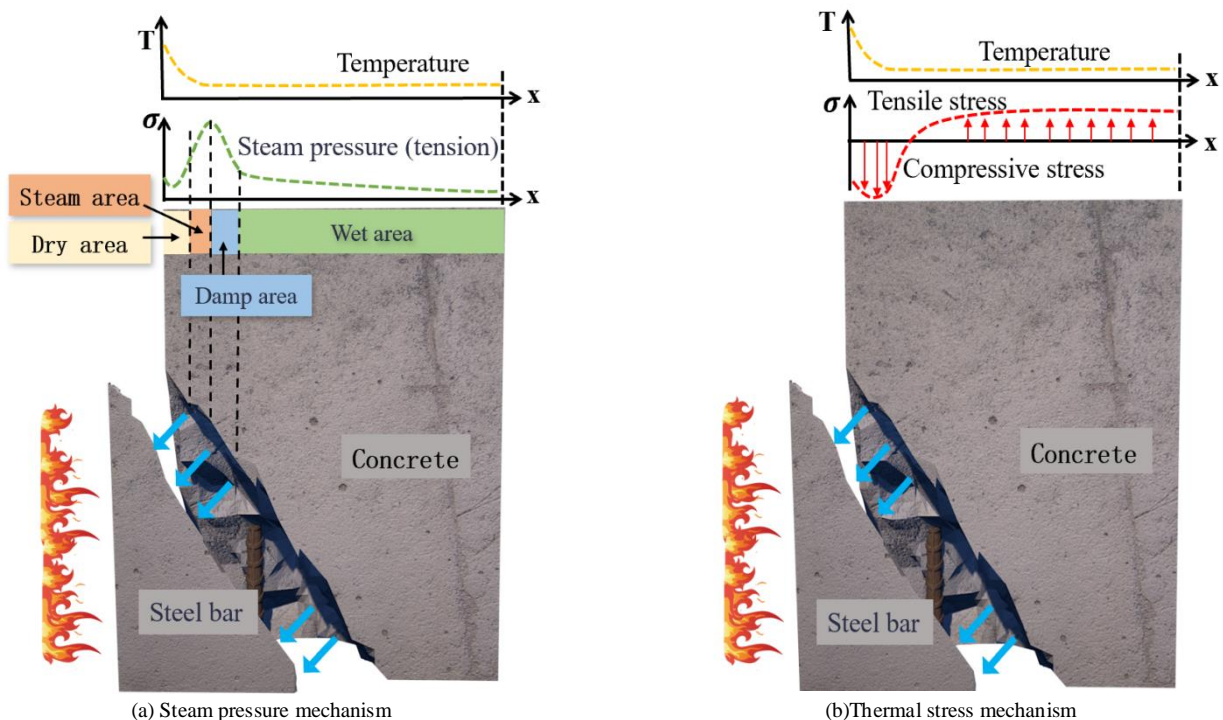 T
Temperature
x
σ
Steam pressure (tension)
x
Steam area
Dry area
Wet area
Damp area
Concrete
Steel bar
(a) Steam pressure mechanism
T
Temperature
x
σ
Tensile stress
x
Compressive stress
Concrete
Steel bar
(b)Thermal stress mechanism